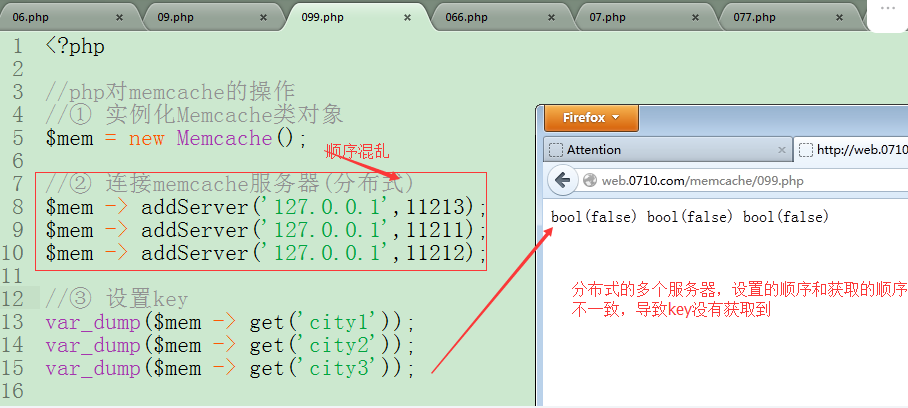 06.php
09.php
099.php
066.php
07.php
077.php
1 <?php
2
3 //php对memcache的操作
4 //① 实例化Memcache类对象
5 $mem = new Memcache();
顺序混乱
6
7 //② 连接memcache服务器(分布式)
8 $mem -> addServer('127.0.0.1',11213);
9 $mem -> addServer('127.0.0.1',11211);
10 $mem -> addServer('127.0.0.1',11212);
11
12 //③ 设置key
13 var_dump($mem -> get('city1'));
14 var_dump($mem -> get('city2'));
15 var_dump($mem -> get('city3'));
16
Firefox
Attention
http://web.0710
web.0710.com/memcache/099.php
bool(false) bool(false) bool(false)
分布式的多个服务器，设置的顺序和获取的顺序
不一致，导致key没有获取到